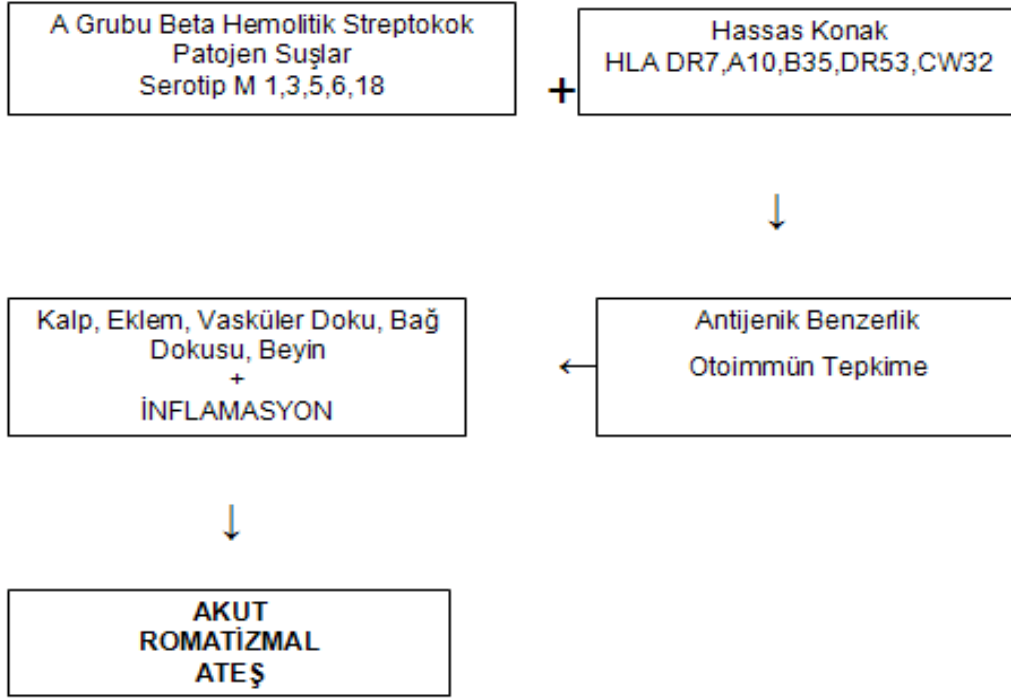 A Grubu Beta Hemolitik Streptokok
Patojen Suşlar
Serotip M 1,3,5,6,18
+
Hassas Konak
HLA DR7,A10,B35,DR53,CW32
↓
Antijenik Benzerlik
Otoimmün Tepkime
←
Kalp, Eklem, Vasküler Doku, Bağ
Dokusu, Beyin
+
İNFLAMASYON
↓
AKUT
ROMATİZMAL
ATEŞ